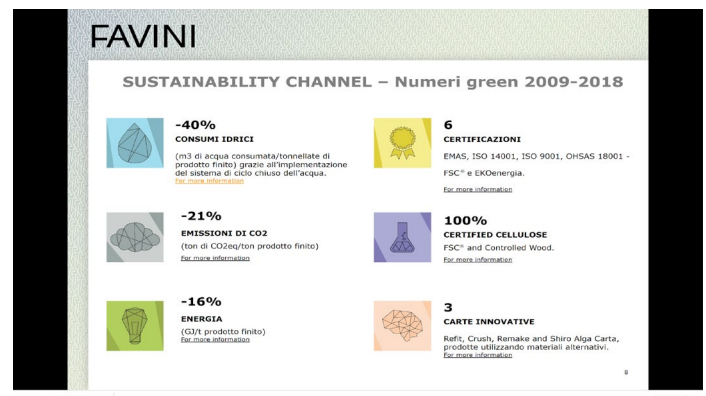 FAVINI
SUSTAINABILITY CHANNEL – Numeri green 2009-2018
-40%
CONSUMI IDRICI
(m3 di acqua consumata/tonnellate di
prodotto finito) grazie all'implementazione
del sistema di ciclo chiuso dell'acqua.
For more information
-21%
EMISSIONI DI CO2
(ton di CO2eq/ton prodotto finito)
For more information
-16%
ENERGIA
(GJ/t prodotto finito)
For more information
6
CERTIFICAZIONI
EMAS, ISO 14001, ISO 9001, OHSAS 18001 -
FSC® e EKOenergia.
For more information
100%
CERTIFIED CELLULOSE
FSC® and Controlled Wood.
For more information
3
CARTE INNOVATIVE
Refit, Crush, Remake and Shiro Alga Carta,
prodotte utilizzando materiali alternativi.
For more information
8